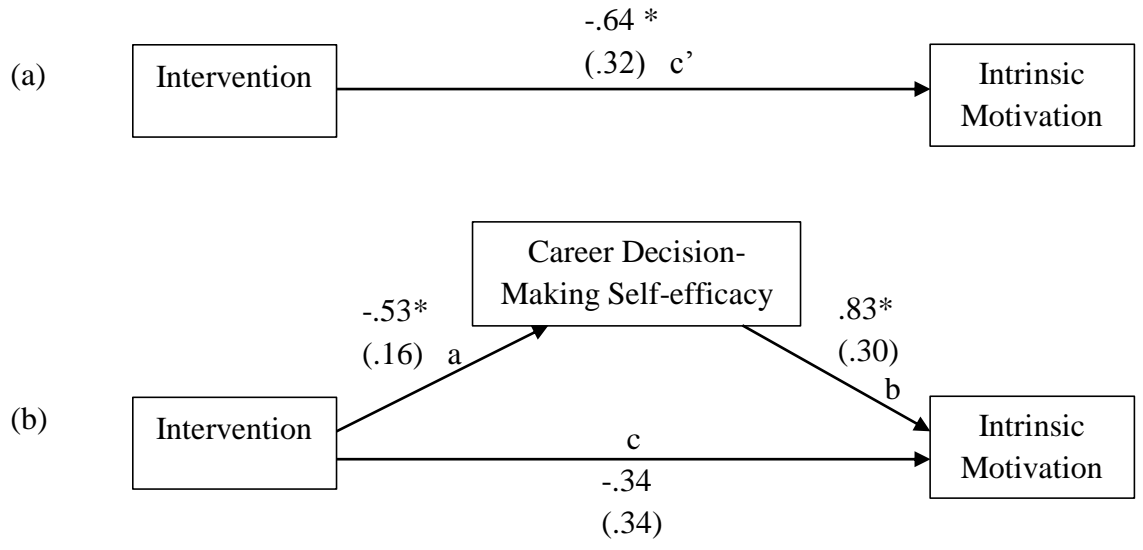 -.64 *
(a)
Intervention
(.32) c’
Intrinsic
Motivation
Career Decision-
Making Self-efficacy
-.53*
(.16) a
.83*
(.30)
b
(b)
Intervention
c
-.34
(.34)
Intrinsic
Motivation